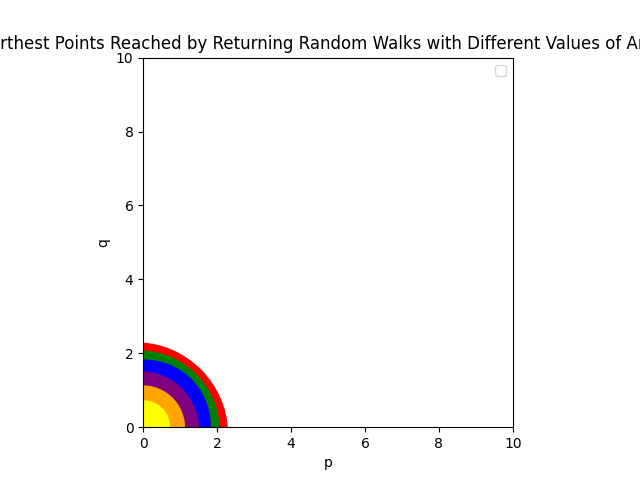 rthest Points Reached by Returning Random Walks with Different Values of A
10
8
6
4
2
0
q
0 2 4 6 8 10
p